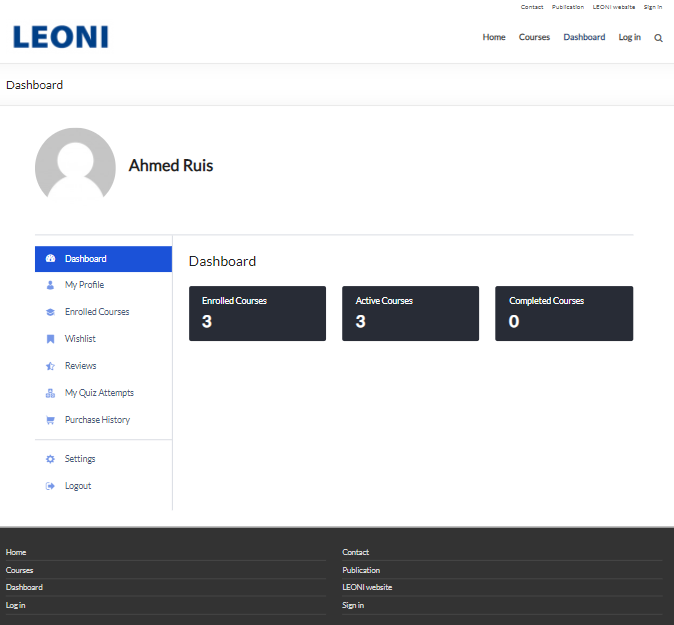 Contact Publication LEONI website Sign in
LEONI
Home Courses Dashboard Log in
Dashboard
Ahmed Ruis
Dashboard
My Profile
Enrolled Courses
Wishlist
Reviews
My Quiz Attempts
Purchase History
Settings
Logout
Dashboard
Enrolled Courses
3
Active Courses
3
Completed Courses
0
Home
Courses
Dashboard
Log in
Contact
Publication
LEONI website
Sign in